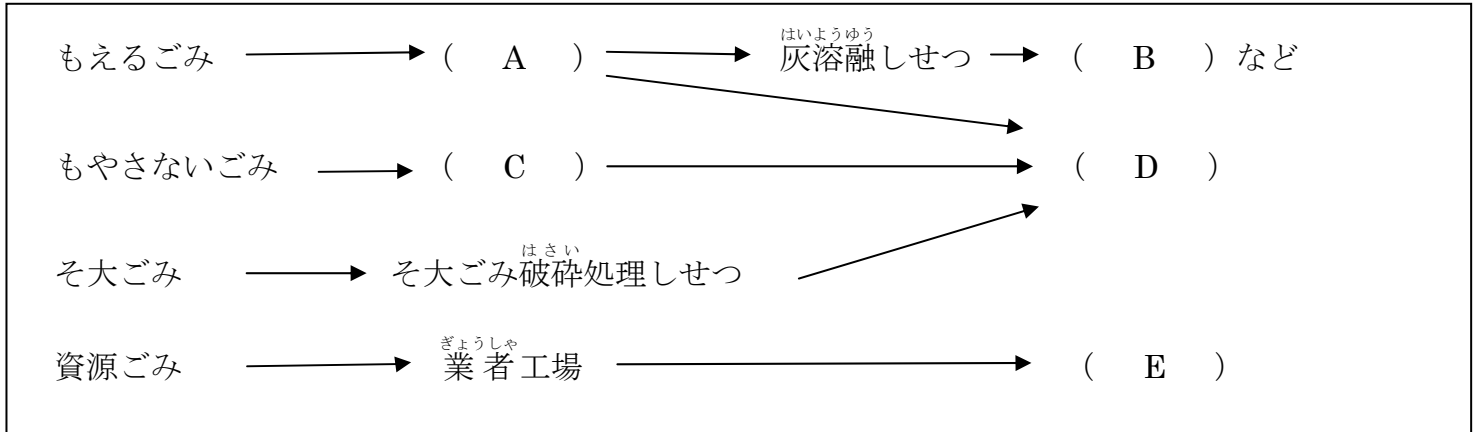 もえるごみ （ A ） 灰溶融しせつ （ B ）など
はいようゆう
もやさないごみ （ C ） （ D ）
そ大ごみ そ大ごみ破砕処理しせつ
はさい
資源ごみ 業者工場 （ E ）
ぎょうしゃ